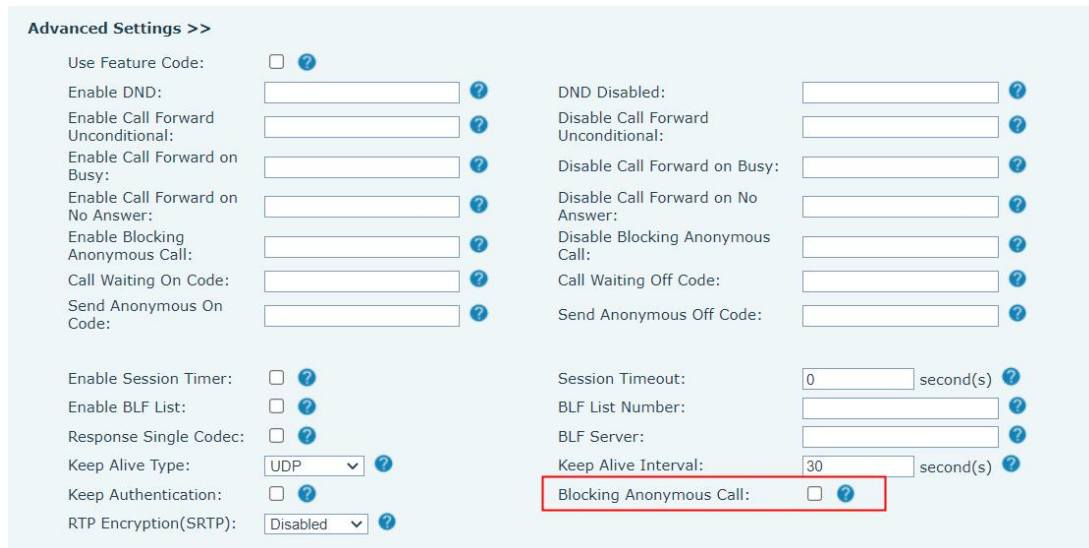 Advanced Settings >>
Use Feature Code:
Enable DND:
DND Disabled:
Enable Call Forward
Unconditional:
Disable Call Forward
Unconditional:
Enable Call Forward on
Busy:
Disable Call Forward on Busy:
Enable Call Forward on
No Answer:
Disable Call Forward on No
Answer:
Enable Blocking
Anonymous Call:
Disable Blocking Anonymous
Call:
Call Waiting On Code:
Call Waiting Off Code:
Send Anonymous On
Code:
Send Anonymous Off Code:
Enable Session Timer:
Session Timeout: 0 second(s)
Enable BLF List:
BLF List Number:
Response Single Codec:
BLF Server:
Keep Alive Type: UDP
Keep Alive Interval: 30 second(s)
Keep Authentication:
Blocking Anonymous Call:
RTP Encryption(SRTP): Disabled